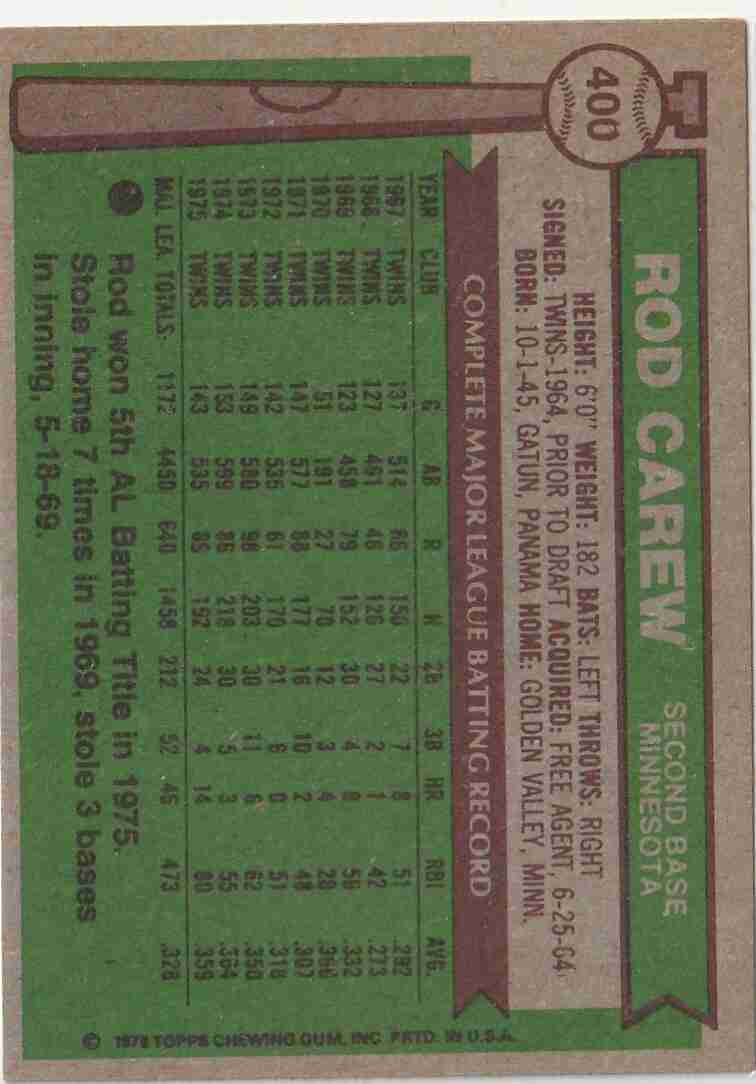 400
ROD CAREW
SECOND BASE
MINNESOTA
HEIGHT: 6'0" WEIGHT: 182 BATS: LEFT THROWS: RIGHT
SIGNED: TWINS-1964, PRIOR TO DRAFT ACQUIRED: FREE AGENT, 6-25-64
BORN: 10-1-45, GATUN, PANAMA HOME: GOLDEN VALLEY, MINN.
COMPLETE MAJOR LEAGUE BATTING RECORD
YEAR CLUB G AB R H 2B 3B HR RBI AVG.
1967 TWINS 137 514 66 150 22 7 8 51 .292
1968 TWINS 127 461 46 126 27 2 1 42 .273
1969 TWINS 123 458 79 152 30 4 8 56 .332
1970 TWINS 51 191 27 70 12 3 4 28 .366
1971 TWINS 147 577 88 177 16 10 2 48 .307
1972 TWINS 142 535 61 170 21 6 0 51 .318
1973 TWINS 149 580 98 203 30 11 6 62 .350
1974 TWINS 153 599 86 218 30 5 3 55 .364
1975 TWINS 143 535 85 192 24 4 14 80 .359
MAJ. LEA. TOTALS: 1172 4450 640 1458 212 52 46 473 .328
Rod won 5th AL Batting Title in 1975.
Stole home 7 times in 1969, stole 3 bases
in inning, 5-18-69.
© 1976 TOPPS CHEWING GUM, INC. PRTD. IN U.S.A.